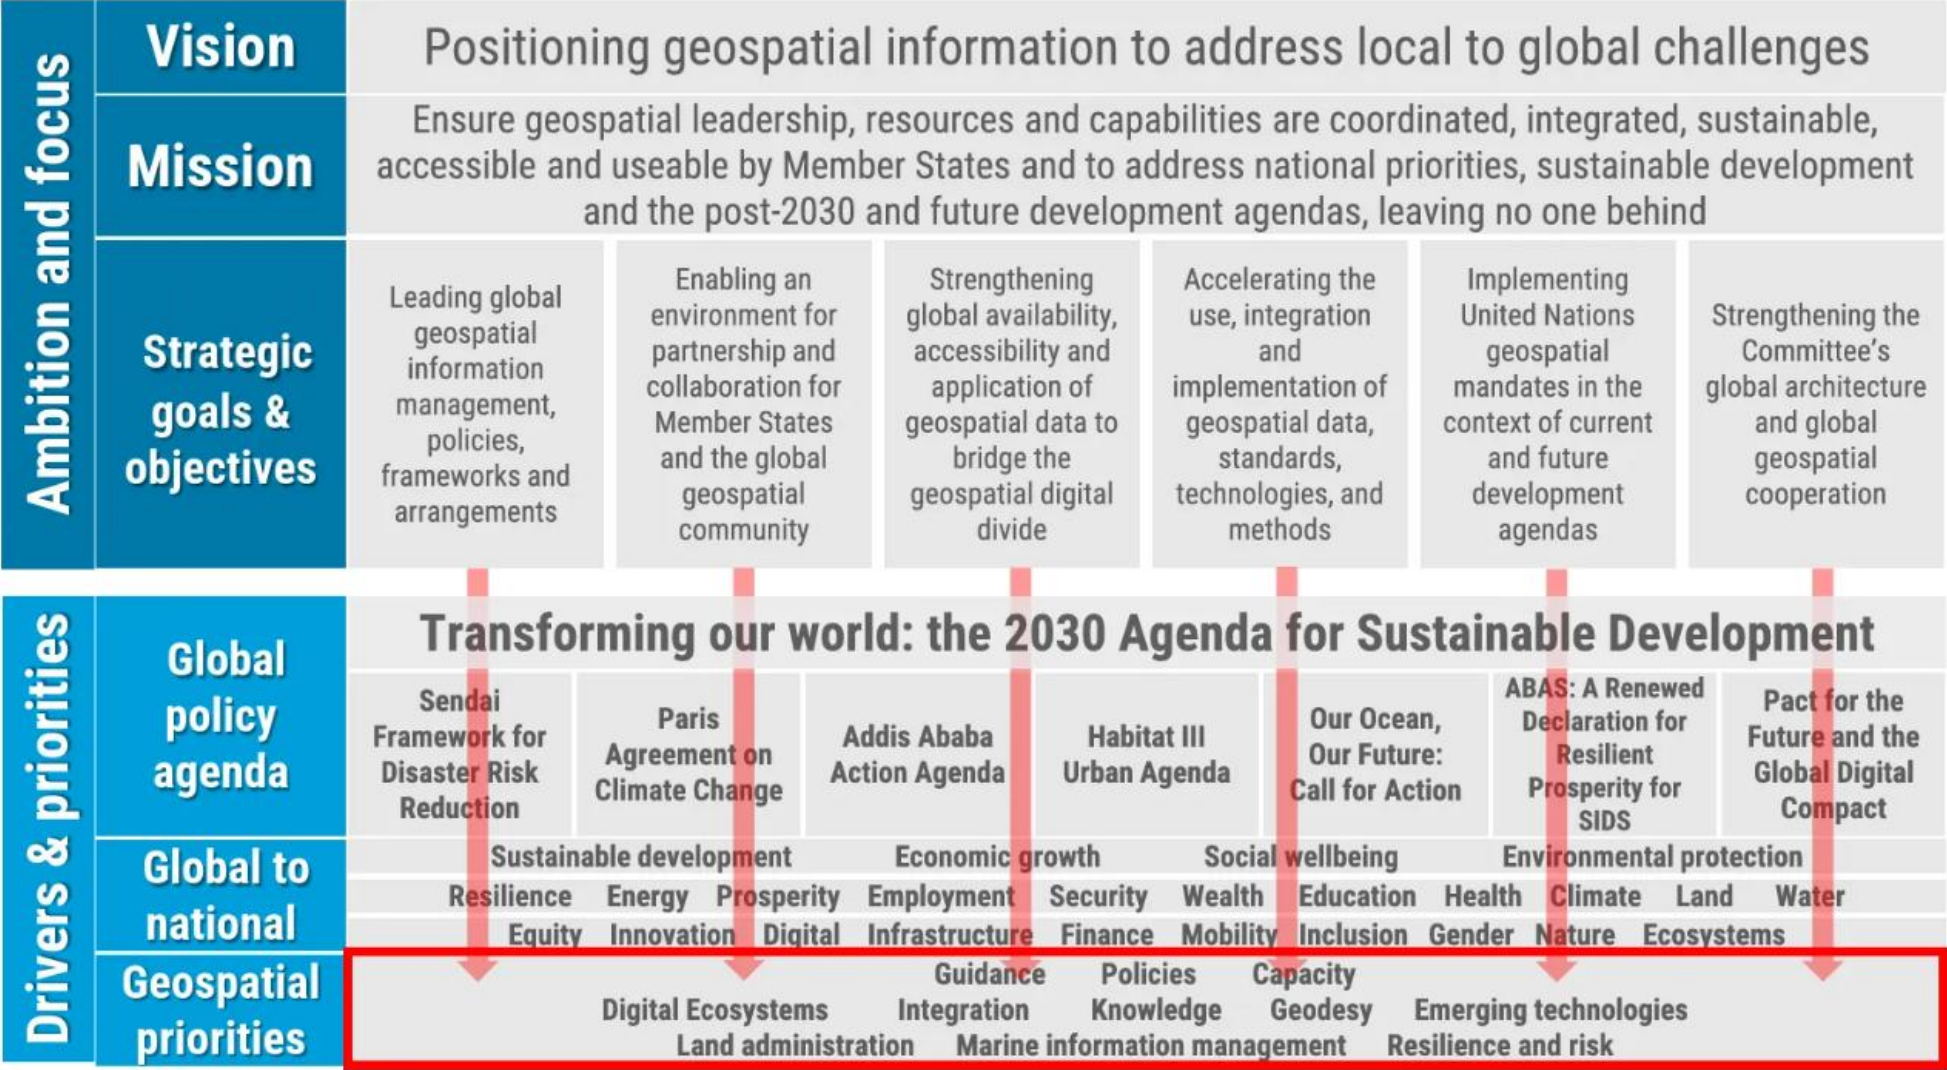 Ambition and focus
Vision
Positioning geospatial information to address local to global challenges
Mission
Ensure geospatial leadership, resources and capabilities are coordinated, integrated, sustainable,
accessible and useable by Member States and to address national priorities, sustainable development
and the post-2030 and future development agendas, leaving no one behind
Strategic
goals &
objectives
Leading global
geospatial
information
management,
policies,
frameworks and
arrangements
Enabling an
environment for
partnership and
collaboration for
Member States
and the global
geospatial
community
Strengthening
global availability,
accessibility and
application of
geospatial data to
bridge the
geospatial digital
divide
Accelerating the
use, integration
and
implementation of
geospatial data,
standards,
technologies, and
methods
Implementing
United Nations
geospatial
mandates in the
context of current
and future
development
agendas
Strengthening the
Committee's
global architecture
and global
geospatial
cooperation
Drivers & priorities
Global
policy
agenda
Transforming our world: the 2030 Agenda for Sustainable Development
Sendai
Framework for
Disaster Risk
Reduction
Paris
Agreement on
Climate Change
Addis Ababa
Action Agenda
Habitat III
Urban Agenda
Our Ocean,
Our Future:
Call for Action
ABAS: A Renewed
Declaration for
Resilient
Prosperity for
SIDS
Pact for the
Future and the
Global Digital
Compact
Global to
national
Sustainable development Economic growth Social wellbeing Environmental protection
Resilience Energy Prosperity Employment Security Wealth Education Health Climate Land Water
Equity Innovation Digital Infrastructure Finance Mobility Inclusion Gender Nature Ecosystems
Geospatial
priorities
Guidance Policies Capacity
Digital Ecosystems Integration Knowledge Geodesy Emerging technologies
Land administration Marine information management Resilience and risk